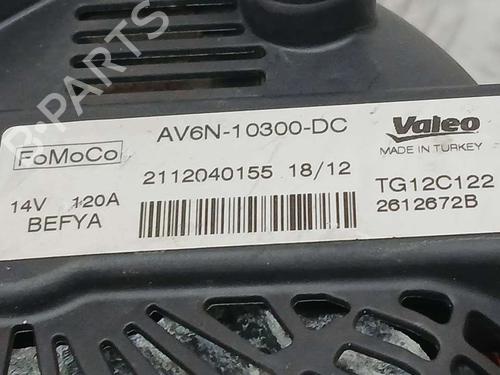 B-PARTS
FoMoCo
AV6N-10300-DC
Valeo
MADE IN TURKEY
2112040155 18/12
14V 120A
BEFYA
TG12C122
2612672B